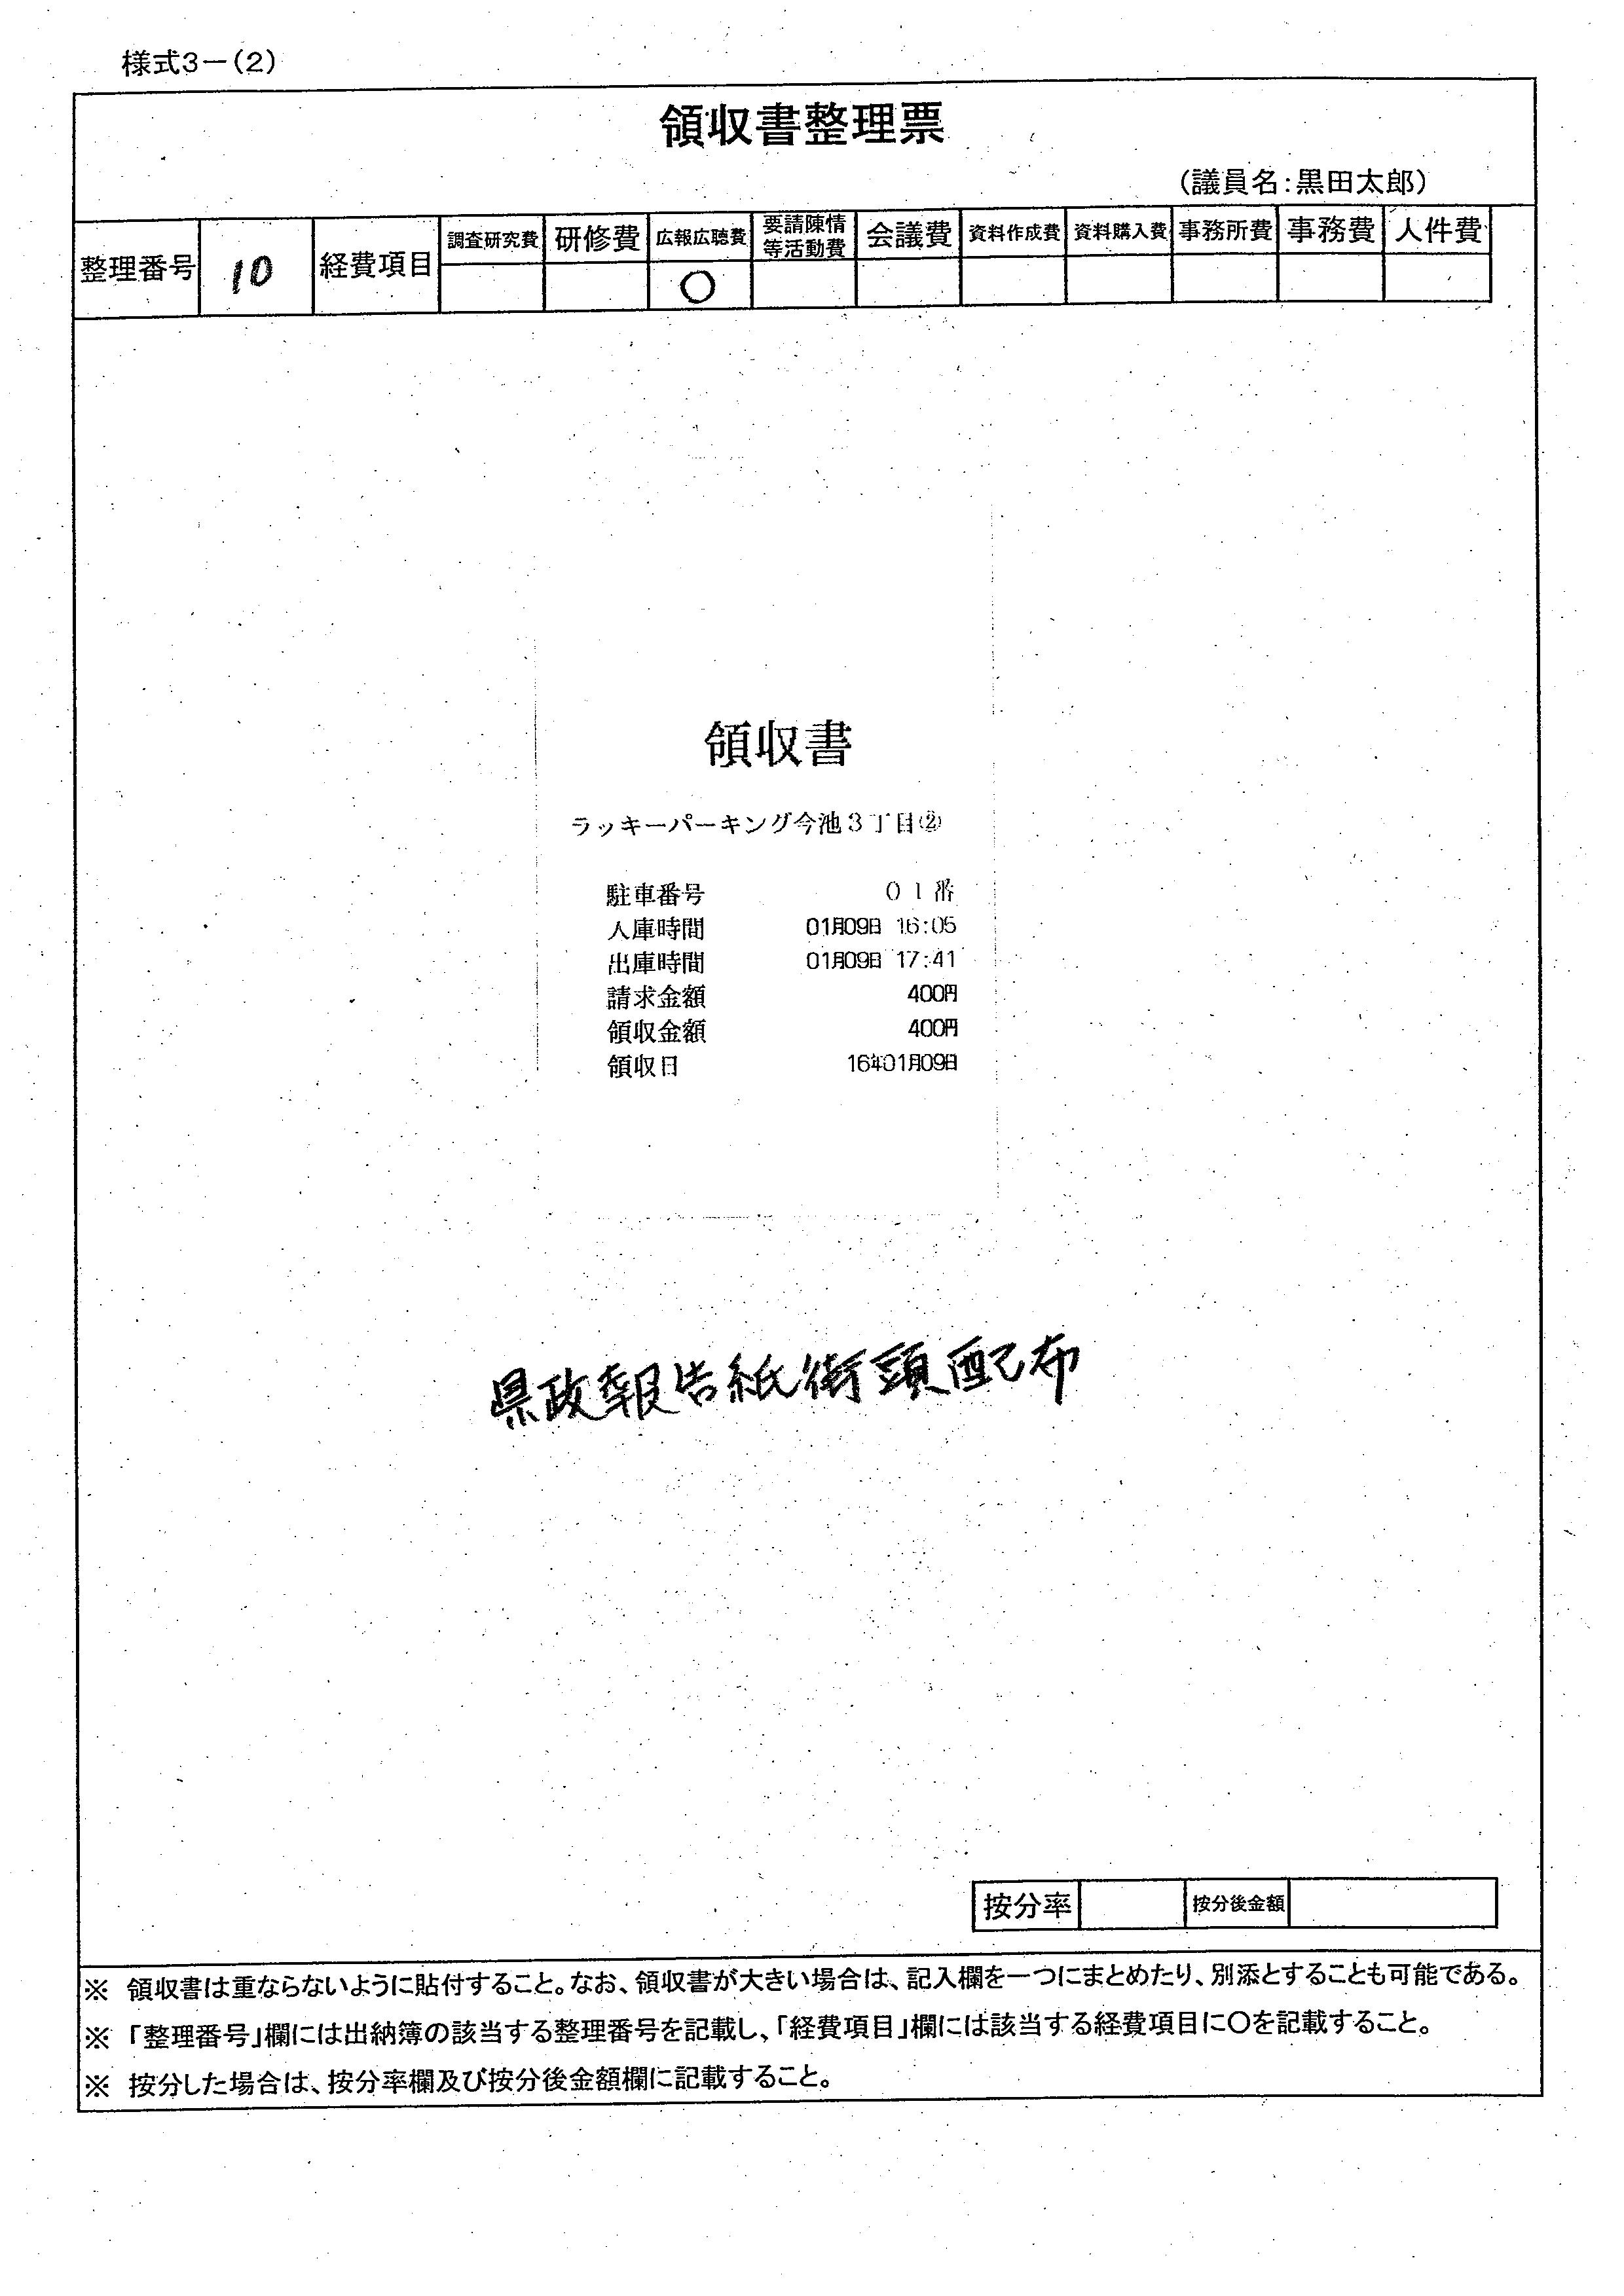 様式3－(2)
領収書整理票
(議員名:黒田太郎)
整理番号 10 経費項目 調査研究費 研修費 広報広聴費 要請陳情等活動費 会議費 資料作成費 資料購入費 事務所費 事務費 人件費
○
領収書
ラッキーパーキング今池3丁目②
駐車番号 01番
入庫時間 01月09日 16:05
出庫時間 01月09日 17:41
請求金額 400円
領収金額 400円
領収日 16年01月09日
県政報告紙街頭配布
按分率 按分後金額
※ 領収書は重ならないように貼付すること。なお、領収書が大きい場合は、記入欄を一つにまとめたり、別添とすることも可能である。
※ 「整理番号」欄には出納簿の該当する整理番号を記載し、「経費項目」欄には該当する経費項目に○を記載すること。
※ 按分した場合は、按分率欄及び按分後金額欄に記載すること。